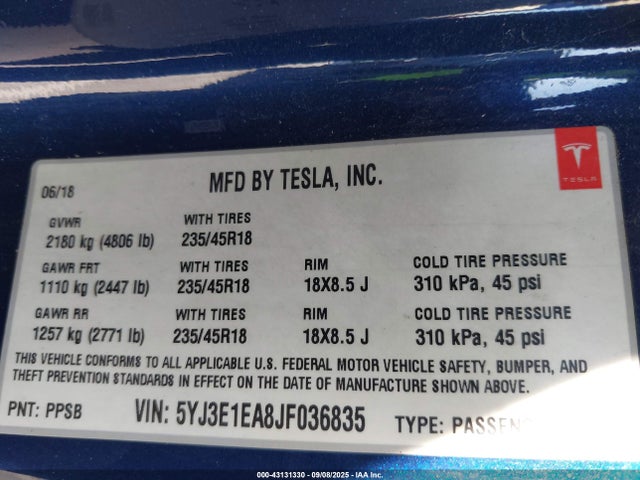 06/18
MFD BY TESLA, INC.
TESLA
GVWR WITH TIRES
2180 kg (4806 lb) 235/45R18
GAWR FRT WITH TIRES RIM COLD TIRE PRESSURE
1110 kg (2447 lb) 235/45R18 18X8.5 J 310 kPa, 45 psi
GAWR RR WITH TIRES RIM COLD TIRE PRESSURE
1257 kg (2771 lb) 235/45R18 18X8.5 J 310 kPa, 45 psi
THIS VEHICLE CONFORMS TO ALL APPLICABLE U.S. FEDERAL MOTOR VEHICLE SAFETY, BUMPER, AND
THEFT PREVENTION STANDARDS IN EFFECT ON THE DATE OF MANUFACTURE SHOWN ABOVE.
PNT: PPSB VIN: 5YJ3E1EA8JF036835 TYPE:
000-43131330 - 09/08/2025 - IAA Inc.